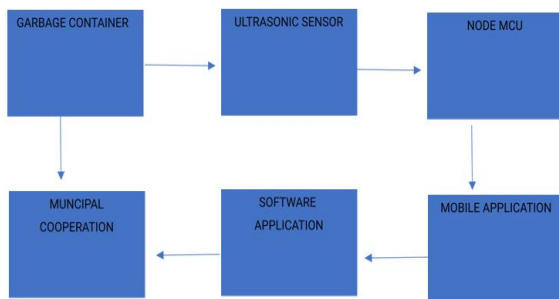 GARBAGE CONTAINER
ULTRASONIC SENSOR
NODE MCU
MUNCIPAL
COOPERATION
SOFTWARE
APPLICATION
MOBILE APPLICATION